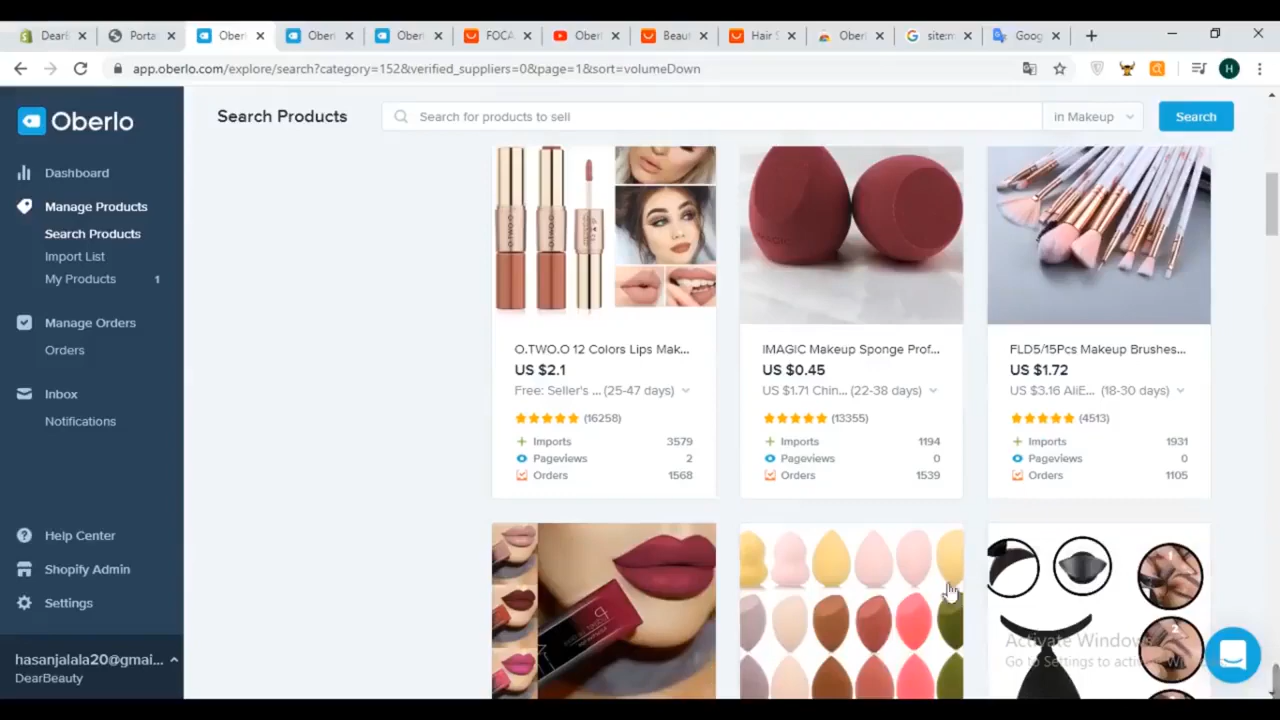 Dearl
Porta
Oberl
Oberl
Oberl
FOCA
Oberl
Beaut
Hair S
Oberl
site:m
Goog
app.oberlo.com/explore/search?category=152&verified_suppliers=0&page=1&sort=volumeDown
H
Oberlo
Search Products
Search for products to sell
in Makeup
Search
Dashboard
Manage Products
Search Products
Import List
My Products 1
Manage Orders
Orders
Inbox
Notifications
Help Center
Shopify Admin
Settings
hasanjalala20@gmai...
DearBeauty
O.TWO.O
O.TWO.O
O.TWO.O 12 Colors Lips Mak...
US $2.1
Free: Seller's ... (25-47 days)
(16258)
Imports 3579
Pageviews 2
Orders 1568
IMAGIC
IMAGIC Makeup Sponge Prof...
US $0.45
US $1.71 Chin... (22-38 days)
(13355)
Imports 1194
Pageviews 0
Orders 1539
FLD5/15Pcs Makeup Brushes...
US $1.72
US $3.16 AliE... (18-30 days)
(4513)
Imports 1931
Pageviews 0
Orders 1105
1
2
Activate Windows